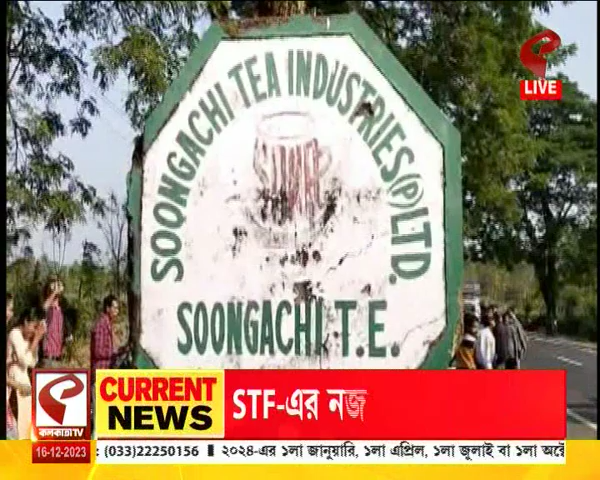 LIVE
SOONGACHI TEA INDUSTRIES (P) LTD.
SOONGACHI T.E.
কলকাতা TV
CURRENT NEWS
STF-এর নজ
16-12-2023
: (033)22250156 ▮ ২০২৪-এর ১লা জানুয়ারি, ১লা এপ্রিল, ১লা জুলাই বা ১লা অক্টো